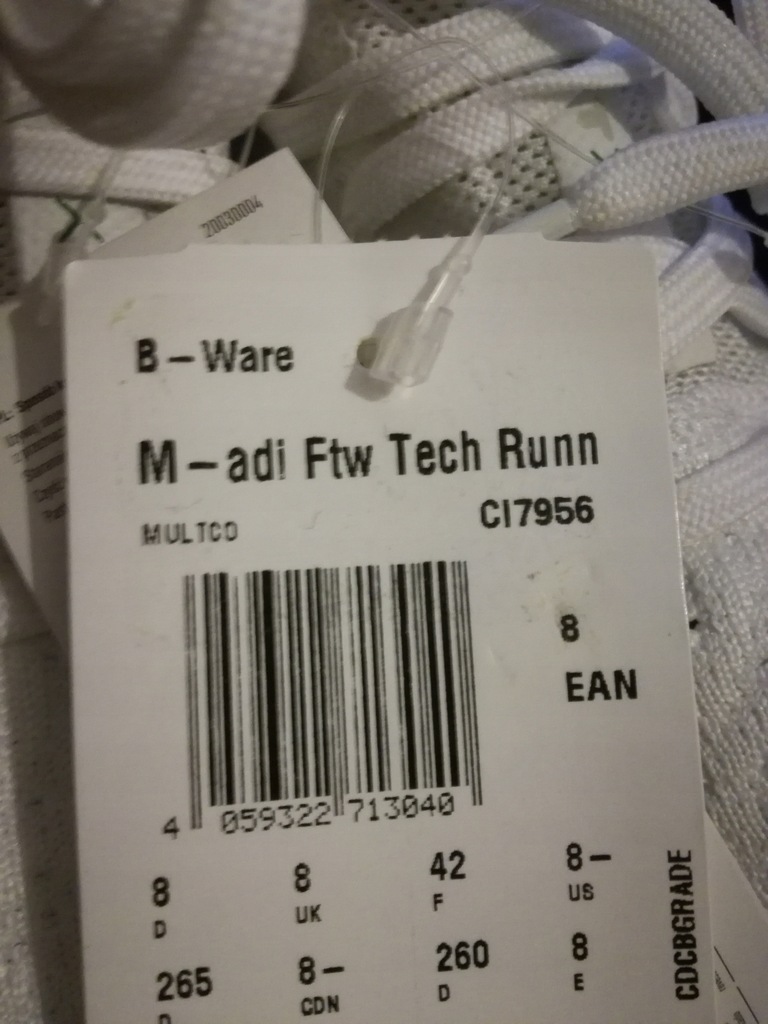 20030004
B – Ware
M – adi Ftw Tech Runn
MULTCO CI7956
8
EAN
4 059322 713040
8 8 42 8 –
D UK F US
265 8 – 260 8
D CDN D E
CDCBGRADE